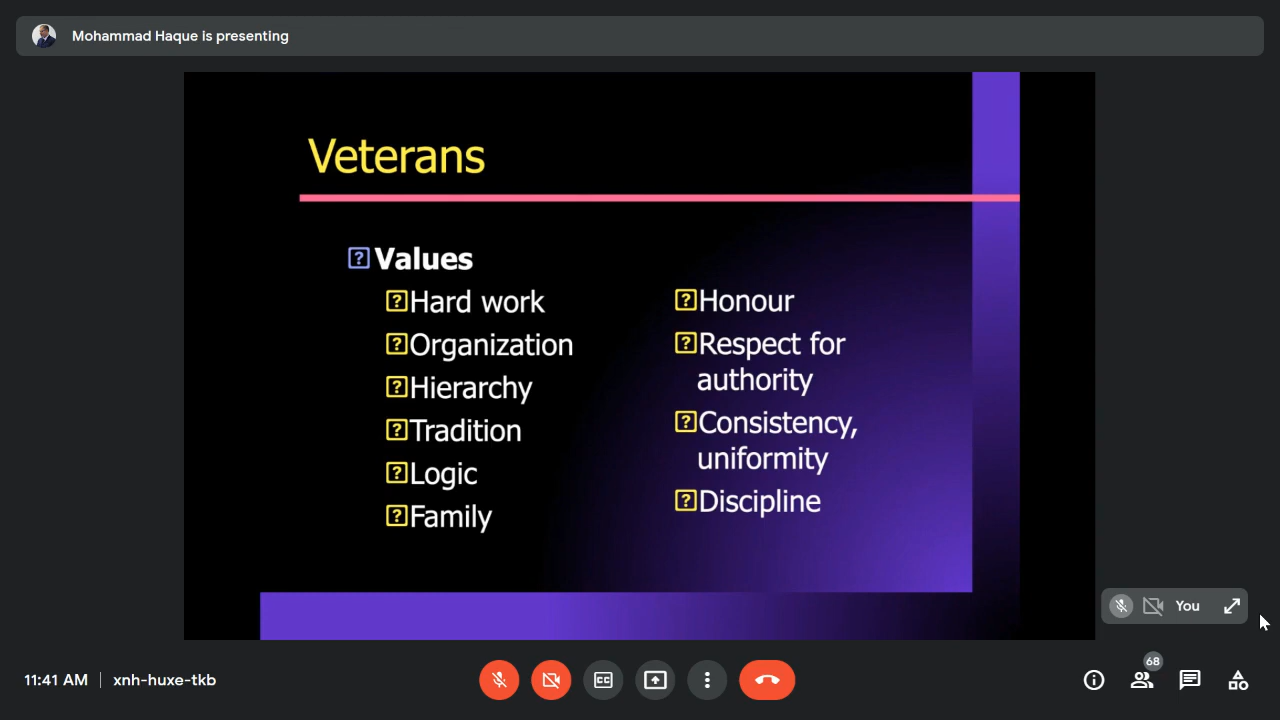 Mohammad Haque is presenting
Veterans
Values
Hard work
Organization
Hierarchy
Tradition
Logic
Family
Honour
Respect for
authority
Consistency,
uniformity
Discipline
You
11:41 AM | xnh-huxe-tkb
68